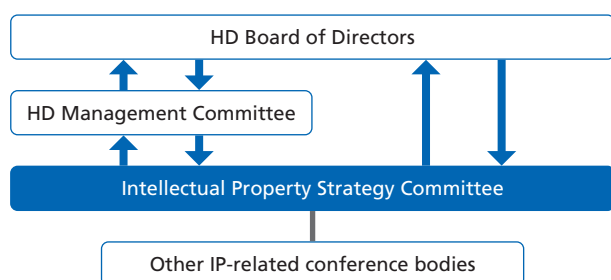 HD Board of Directors
HD Management Committee
Intellectual Property Strategy Committee
Other IP-related conference bodies